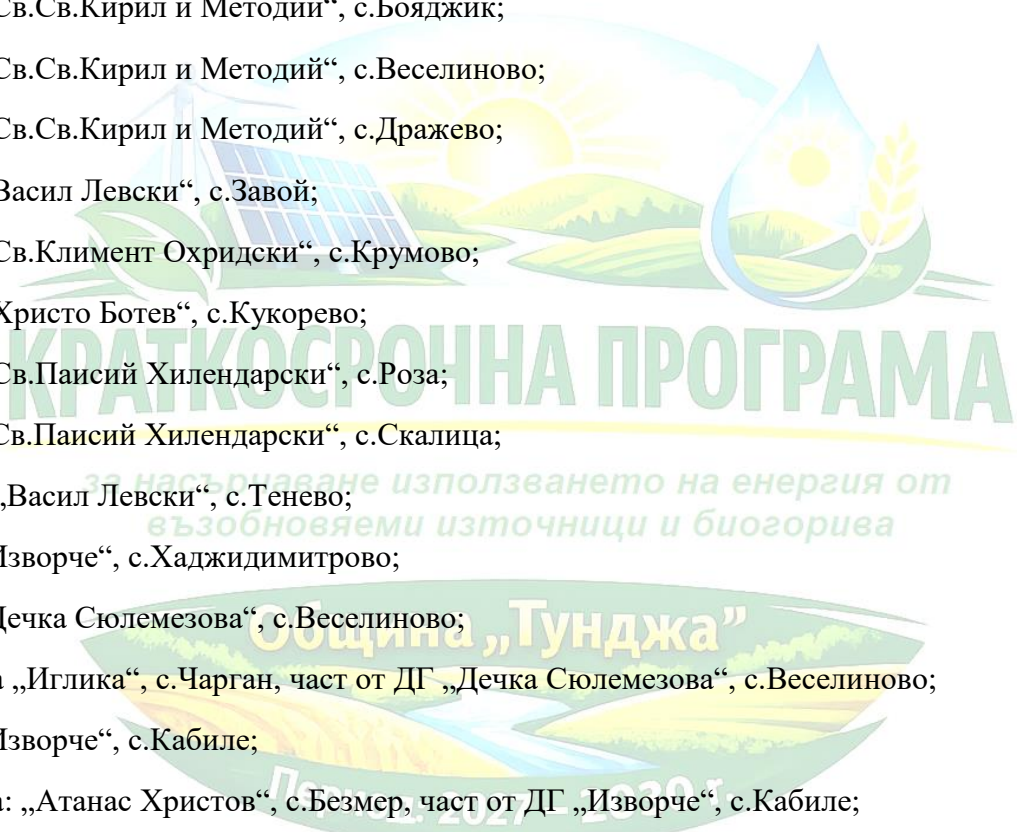 Св.Св.Кирил и Методий“, с.Бояджик;
Св.Св.Кирил и Методий“, с.Веселиново;
Св.Св.Кирил и Методий“, с.Дражево;
Васил Левски“, с.Завой;
Св.Климент Охридски“, с.Крумово;
Христо Ботев“, с.Кукорево;
КРАТКОСРОЧНА ПРОГРАМА
Св.Паисий Хилендарски“, с.Роза;
Св.Паисий Хилендарски“, с.Скалица;
за насърчаване използването на енергия от
„Васил Левски“, с.Тенево;
възобновяеми източници и биогорива
Изворче“, с.Хаджидимитрово;
Дечка Сюлемезова“, с.Веселиново;
Община „Тунджа”
а „Иглика“, с.Чарган, част от ДГ „Дечка Сюлемезова“, с.Веселиново;
Изворче“, с.Кабиле;
Период: 2027 – 2030 г.
а: „Атанас Христов“, с.Безмер, част от ДГ „Изворче“, с.Кабиле;